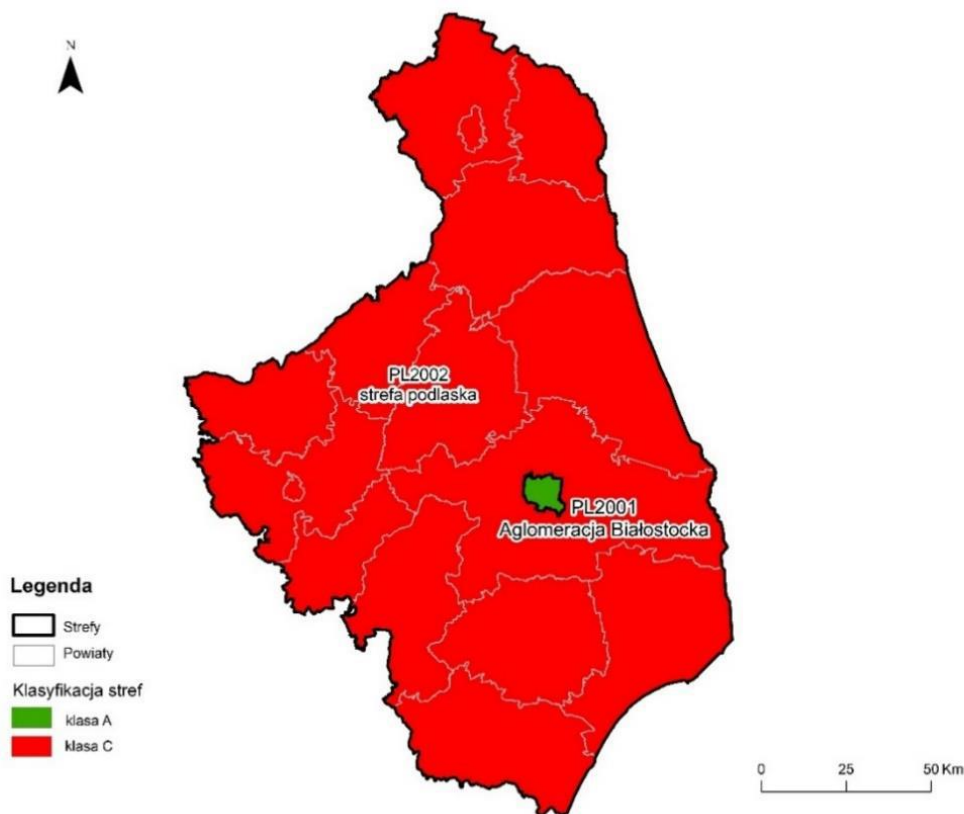 N
PL2002
strefa podlaska
PL2001
Aglomeracja Białostocka
Legenda
Strefy
Powiaty
Klasyfikacja stref
klasa A
klasa C
0 25 50 Km